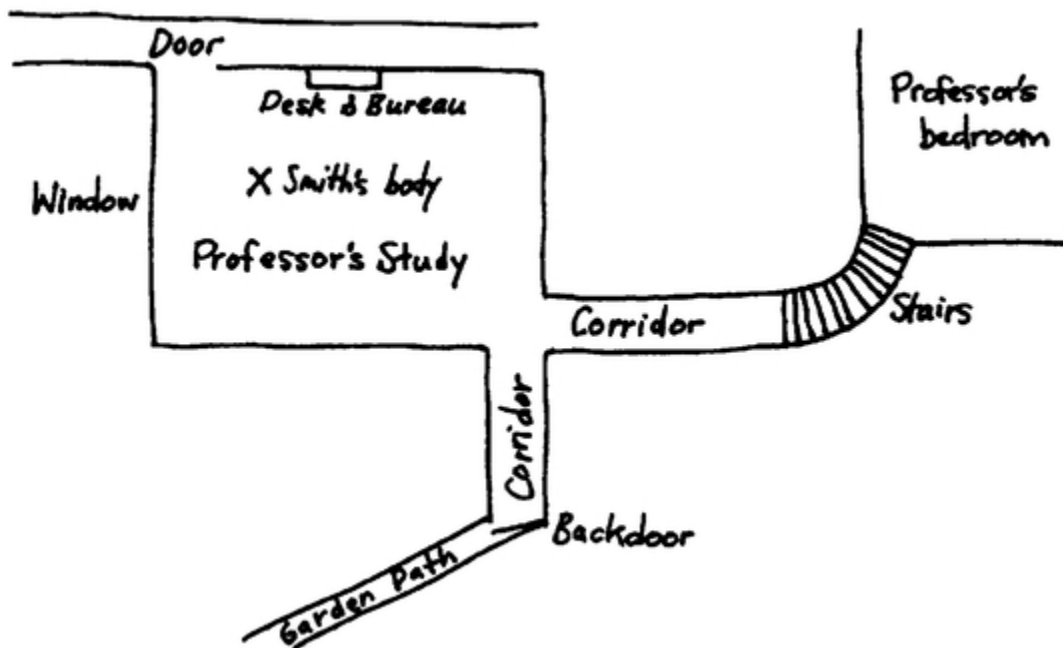 Door
Desk & Bureau
Professor's
bedroom
Window
X Smith's body
Professor's Study
Corridor
Stairs
Corridor
Backdoor
Garden Path